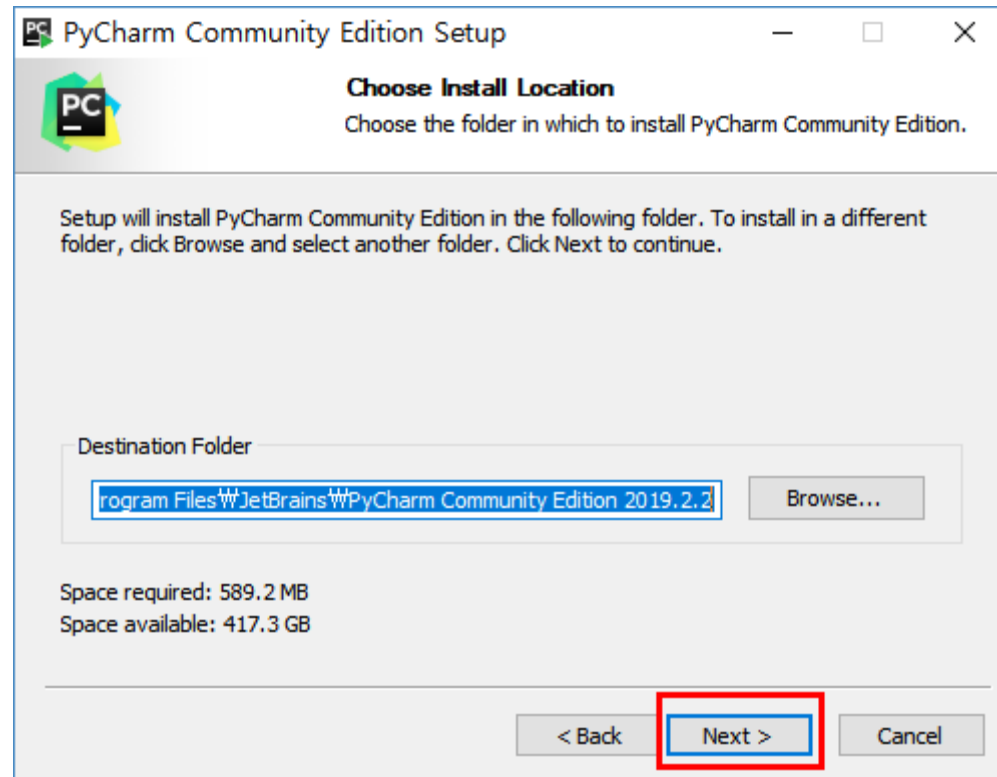 PyCharm Community Edition Setup
PC
Choose Install Location
Choose the folder in which to install PyCharm Community Edition.
Setup will install PyCharm Community Edition in the following folder. To install in a different
folder, click Browse and select another folder. Click Next to continue.
Destination Folder
rogram Files₩JetBrains₩PyCharm Community Edition 2019.2.2
Browse...
Space required: 589.2 MB
Space available: 417.3 GB
< Back
Next >
Cancel